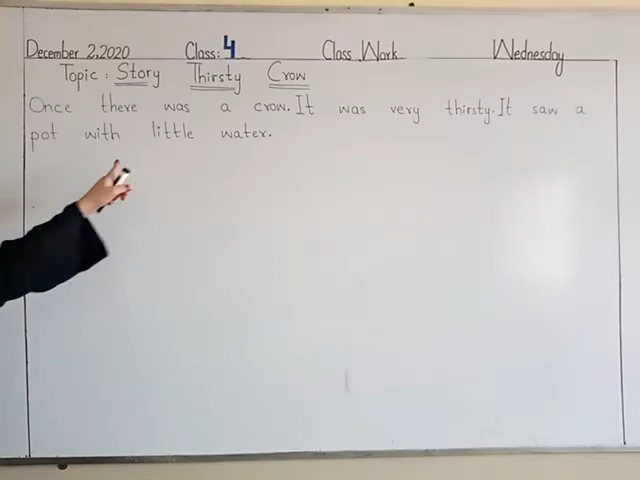 December 2,2020 Class: 4 Class Work Wednesday
Topic: Story Thirsty Crow
Once there was a crow. It was very thirsty. It saw a
pot with little water.